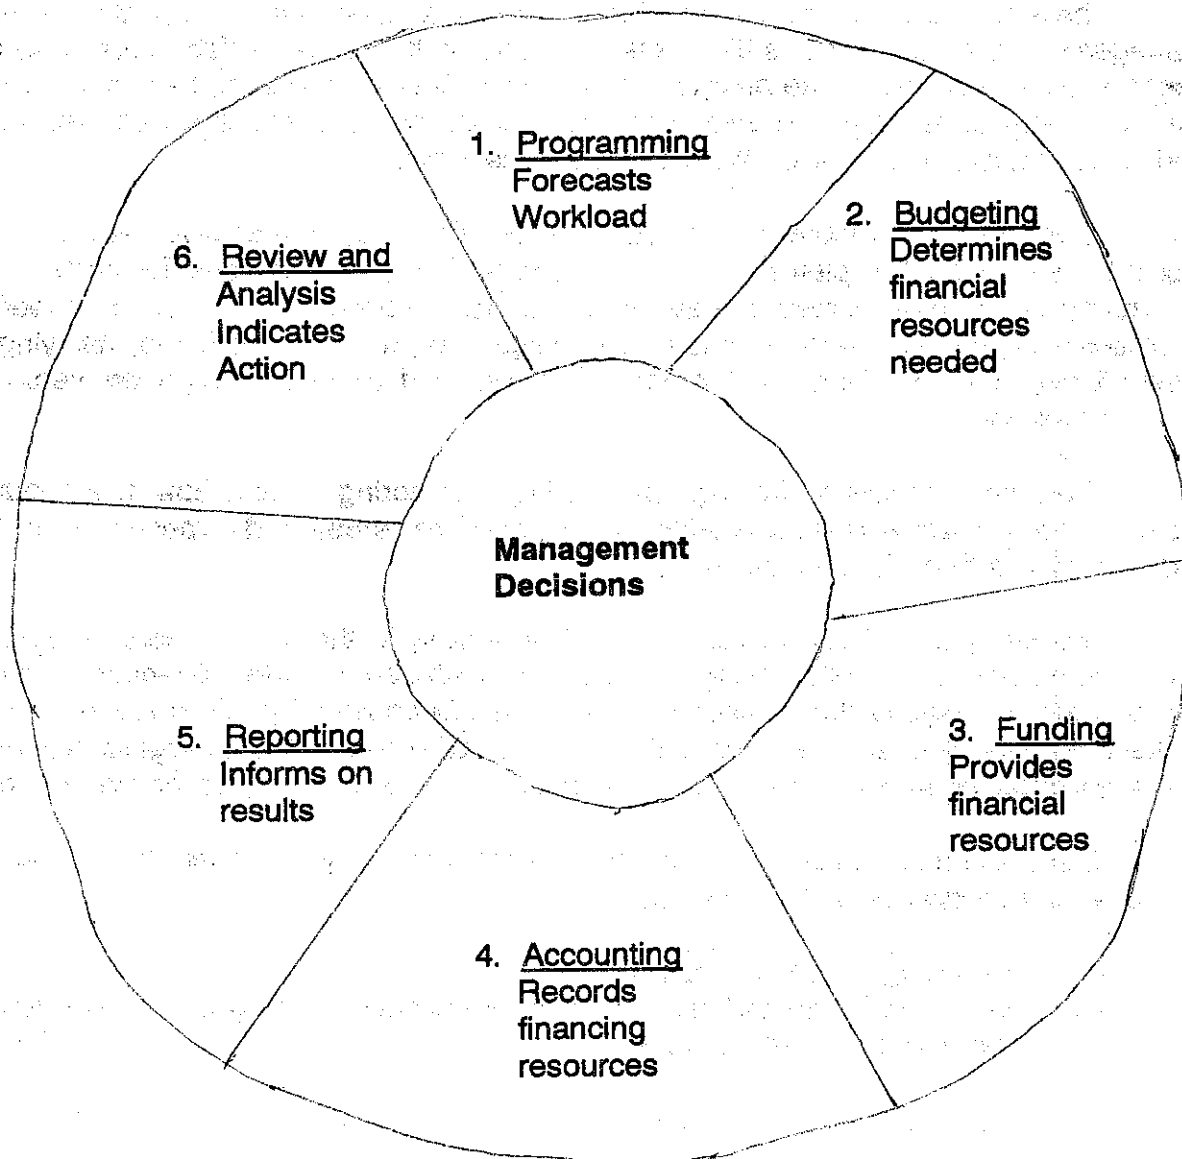 1. Programming
Forecasts
Workload
2. Budgeting
Determines
financial
resources
needed
3. Funding
Provides
financial
resources
4. Accounting
Records
financing
resources
5. Reporting
Informs on
results
6. Review and
Analysis
Indicates
Action
Management
Decisions